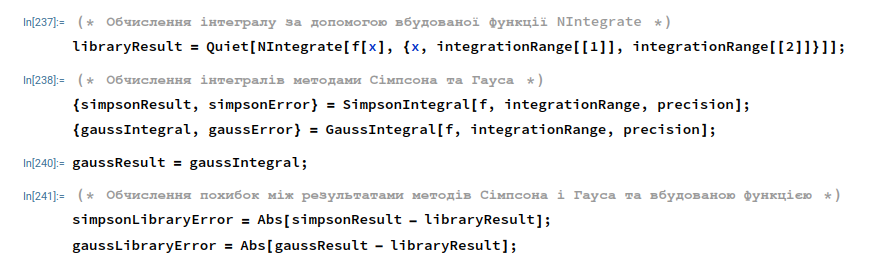 In[237]:= (* Обчислення інтегралу за допомогою вбудованої функції NIntegrate *)
libraryResult = Quiet[NIntegrate[f[x], {x, integrationRange[[1]], integrationRange[[2]]}]];
In[238]:= (* Обчислення інтегралів методами Сімпсона та Гауса *)
{simpsonResult, simpsonError} = SimpsonIntegral[f, integrationRange, precision];
{gaussIntegral, gaussError} = GaussIntegral[f, integrationRange, precision];
In[240]:= gaussResult = gaussIntegral;
In[241]:= (* Обчислення похибок між результатами методів Сімпсона і Гауса та вбудованою функцією *)
simpsonLibraryError = Abs[simpsonResult - libraryResult];
gaussLibraryError = Abs[gaussResult - libraryResult];